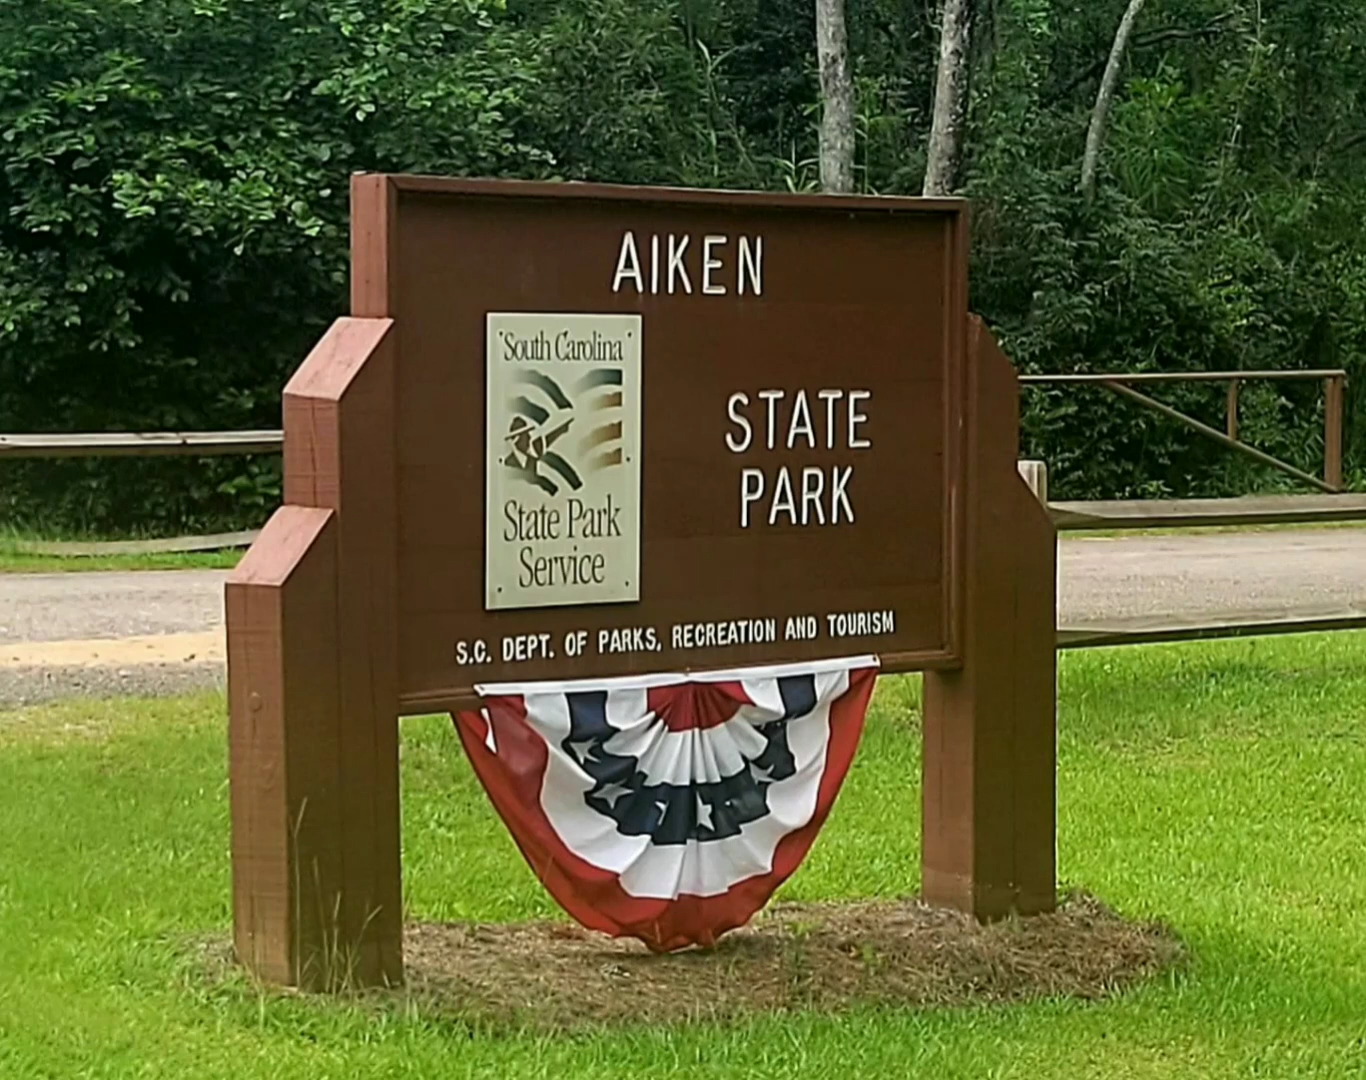 AIKEN
South Carolina
State Park
Service
STATE
PARK
S.C. DEPT. OF PARKS, RECREATION AND TOURISM